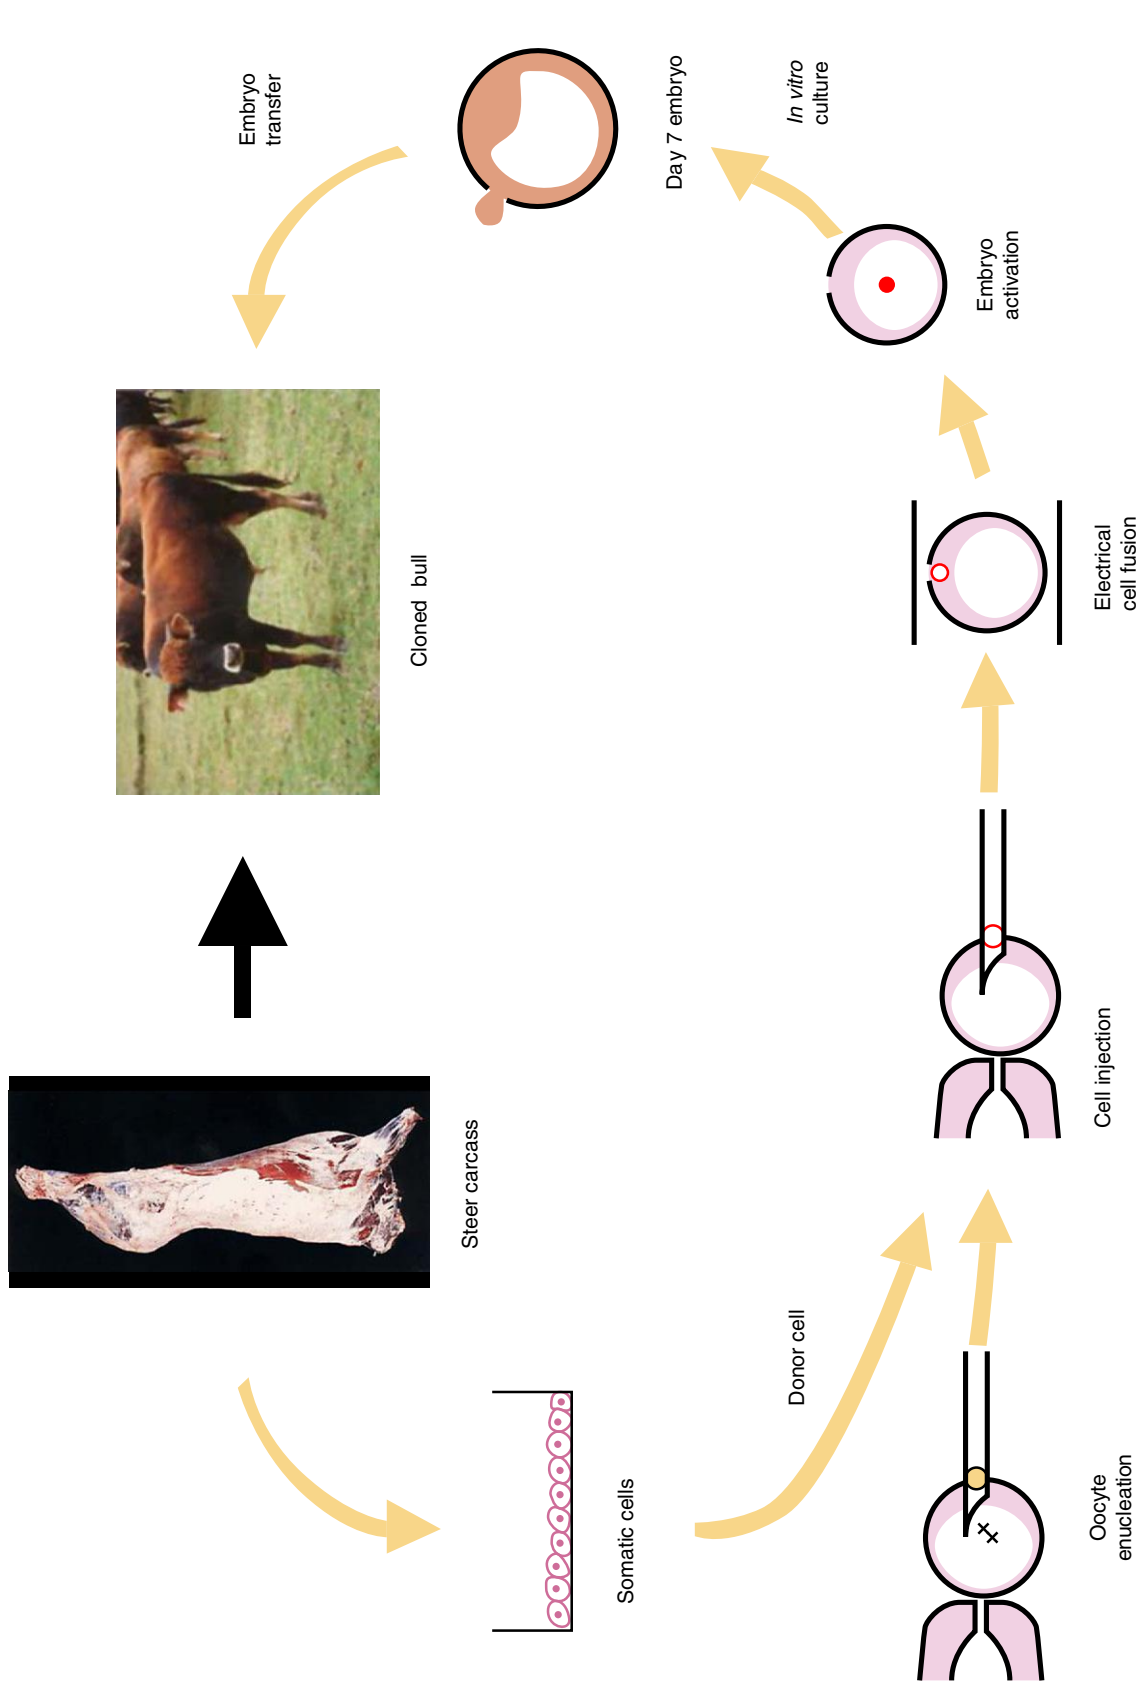 Steer carcass
Cloned bull
Embryo
transfer
Somatic cells
Day 7 embryo
Donor cell
In vitro
culture
Oocyte
enucleation
Cell injection
Electrical
cell fusion
Embryo
activation